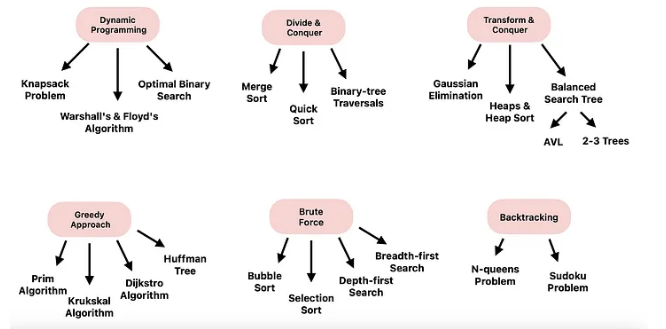 Dynamic
Programming
Knapsack
Problem
Warshall's & Floyd's
Algorithm
Optimal Binary
Search
Divide &
Conquer
Merge
Sort
Quick
Sort
Binary-tree
Traversals
Transform &
Conquer
Gaussian
Elimination
Heaps &
Heap Sort
Balanced
Search Tree
AVL
2-3 Trees
Greedy
Approach
Prim
Algorithm
Krukskal
Algorithm
Dijkstro
Algorithm
Huffman
Tree
Brute
Force
Bubble
Sort
Selection
Sort
Depth-first
Search
Breadth-first
Search
Backtracking
N-queens
Problem
Sudoku
Problem